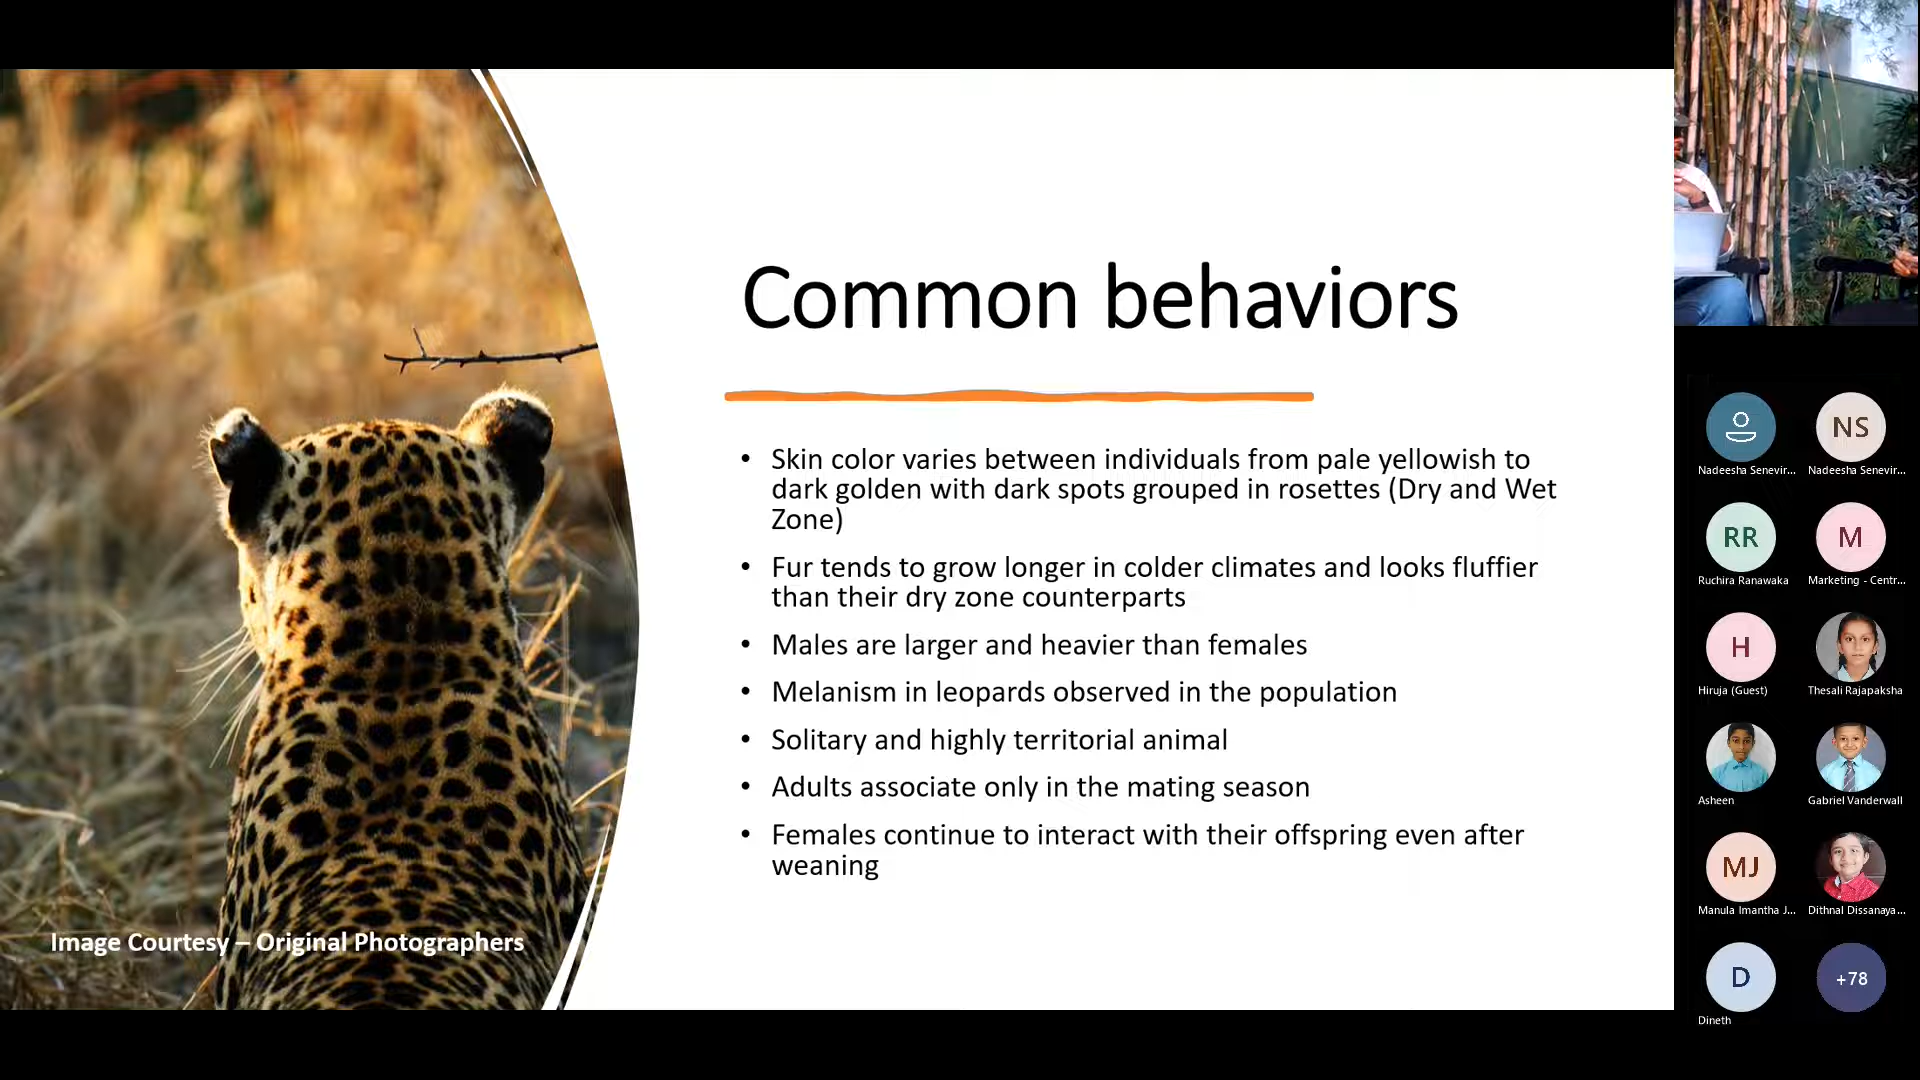 Common behaviors
• Skin color varies between individuals from pale yellowish to
dark golden with dark spots grouped in rosettes (Dry and Wet
Zone)
• Fur tends to grow longer in colder climates and looks fluffier
than their dry zone counterparts
• Males are larger and heavier than females
• Melanism in leopards observed in the population
• Solitary and highly territorial animal
• Adults associate only in the mating season
• Females continue to interact with their offspring even after
weaning
Image Courtesy – Original Photographers
NS
Nadeesha Senevir...
Nadeesha Senevir...
RR
M
Ruchira Ranawaka
Marketing - Centr...
H
Hiruja (Guest)
Thesali Rajapaksha
Asheen
Gabriel Vanderwall
MJ
Manula Imantha J...
Dithnal Dissanaya...
D
+78
Dineth